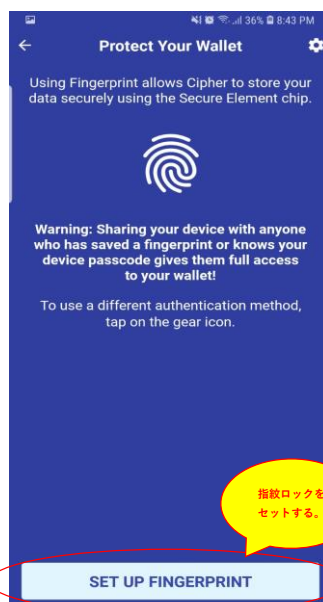 36% 8:43 PM
Protect Your Wallet
Using Fingerprint allows Cipher to store your
data securely using the Secure Element chip.
Warning: Sharing your device with anyone
who has saved a fingerprint or knows your
device passcode gives them full access
to your wallet!
To use a different authentication method,
tap on the gear icon.
指紋ロックを
セットする。
SET UP FINGERPRINT